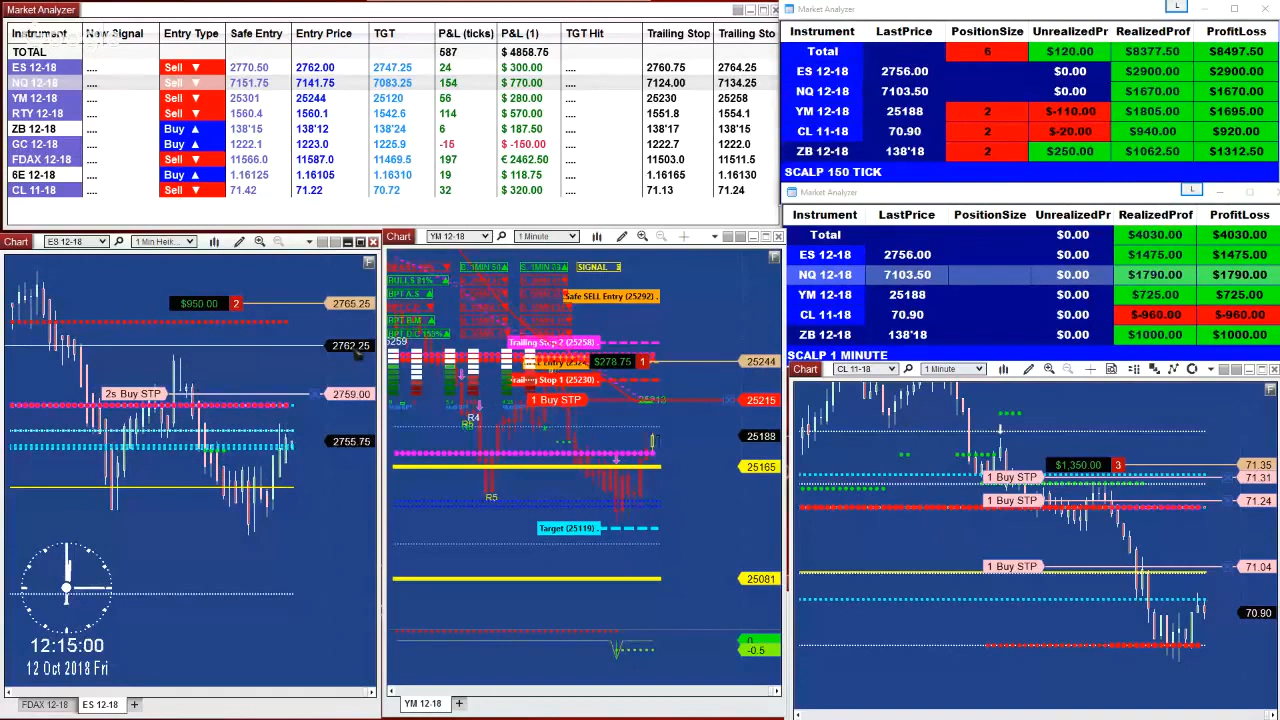 Market Analyzer
Instrument New Signal Entry Type Safe Entry Entry Price TGT P&L (ticks) P&L (1) TGT Hit Trailing Stop Trailing Sto
TOTAL 587 $ 4858.75
ES 12-18 .... Sell ▼ 2770.50 2762.00 2747.25 24 $ 300.00 .... 2760.75 2764.25
NQ 12-18 .... Sell ▼ 7151.75 7141.75 7083.25 154 $ 770.00 .... 7124.00 7134.25
YM 12-18 .... Sell ▼ 25301 25244 25120 56 $ 280.00 .... 25230 25258
RTY 12-18 .... Sell ▼ 1560.4 1560.1 1542.6 114 $ 570.00 .... 1551.8 1554.1
ZB 12-18 .... Buy ▲ 138'15 138'12 138'24 6 $ 187.50 .... 138'17 138'12
GC 12-18 .... Buy ▲ 1222.1 1223.0 1225.9 -15 $ -150.00 .... 1222.7 1222.0
FDAX 12-18 .... Sell ▼ 11566.0 11587.0 11469.5 197 € 2462.50 .... 11503.0 11511.5
6E 12-18 .... Buy ▲ 1.16125 1.16105 1.16310 19 $ 118.75 .... 1.16165 1.16130
CL 11-18 .... Sell ▼ 71.42 71.22 70.72 32 $ 320.00 .... 71.13 71.24
L
Market Analyzer
Instrument LastPrice PositionSize UnrealizedPr RealizedProf ProfitLoss
Total 6 $120.00 $8377.50 $8497.50
ES 12-18 2756.00 $0.00 $2900.00 $2900.00
NQ 12-18 7103.50 $0.00 $1670.00 $1670.00
YM 12-18 25188 2 $-110.00 $1805.00 $1695.00
CL 11-18 70.90 2 $-20.00 $940.00 $920.00
ZB 12-18 138'18 2 $250.00 $1062.50 $1312.50
SCALP 150 TICK
L
Market Analyzer
Instrument LastPrice PositionSize UnrealizedPr RealizedProf ProfitLoss
Total $0.00 $4030.00 $4030.00
ES 12-18 2756.00 $0.00 $1475.00 $1475.00
NQ 12-18 7103.50 $0.00 $1790.00 $1790.00
YM 12-18 25188 $0.00 $725.00 $725.00
CL 11-18 70.90 $0.00 $-960.00 $-960.00
ZB 12-18 138'18 $0.00 $1000.00 $1000.00
SCALP 1 MINUTE
Chart ES 12-18 1 Min Heik...
F
$950.00 2 2765.25
2762.25
2s Buy STP 2759.00
2755.75
12:15:00
12 Oct 2018 Fri
FDAX 12-18 ES 12-18 +
Chart YM 12-18 1 Minute
F
SIGNAL
Safe SELL Entry (25292)
Trailing Stop 2 (25258)
$278.75 1 25244
Trailing Stop 1 (25230)
1 Buy STP 25215
R4
25188
25165
R5
Target (25119)
25081
0
-0.5
YM 12-18 +
Chart CL 11-18 1 Minute
F
$1,350.00 3 71.35
1 Buy STP 71.31
1 Buy STP 71.24
1 Buy STP 71.04
70.90